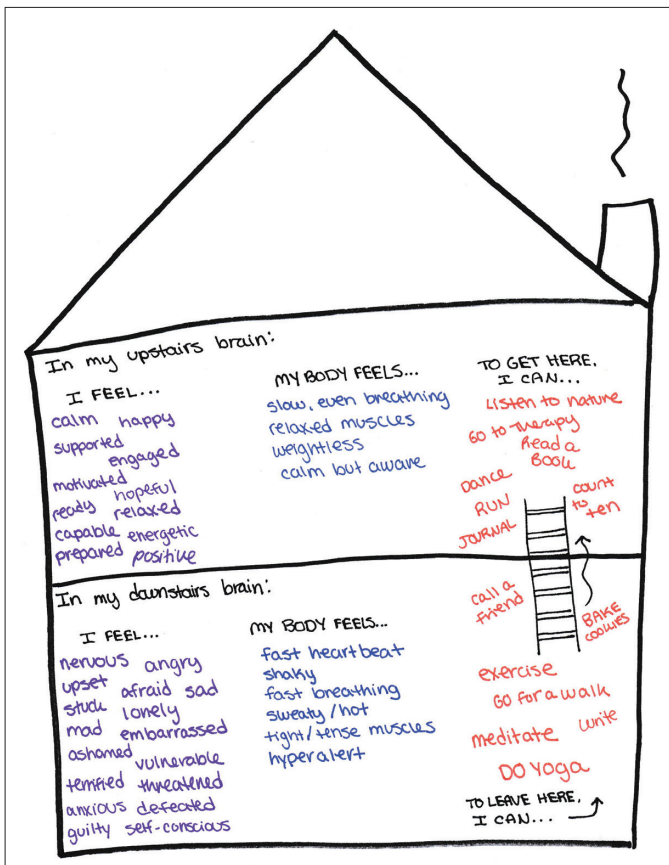 In my upstairs brain:
I FEEL...
calm happy
supported
engaged
motivated
ready hopeful
relaxed
capable energetic
prepared positive
MY BODY FEELS...
slow, even breathing
relaxed muscles
weightless
calm but aware
TO GET HERE,
I CAN...
Listen to nature
GO to therapy
Read a
Book
Dance
RUN
JOURNAL
count
to
ten
In my downstairs brain:
I FEEL...
nervous angry
upset afraid sad
stuck lonely
mad embarrassed
ashamed vulnerable
terrified threatened
anxious defeated
guilty self-conscious
MY BODY FEELS...
fast heartbeat
shaky
fast breathing
sweaty/hot
tight/tense muscles
hyperalert
call a
friend
BAKE
COOKIES
exercise
GO for a walk
meditate write
DO YOGA
TO LEAVE HERE,
I CAN...